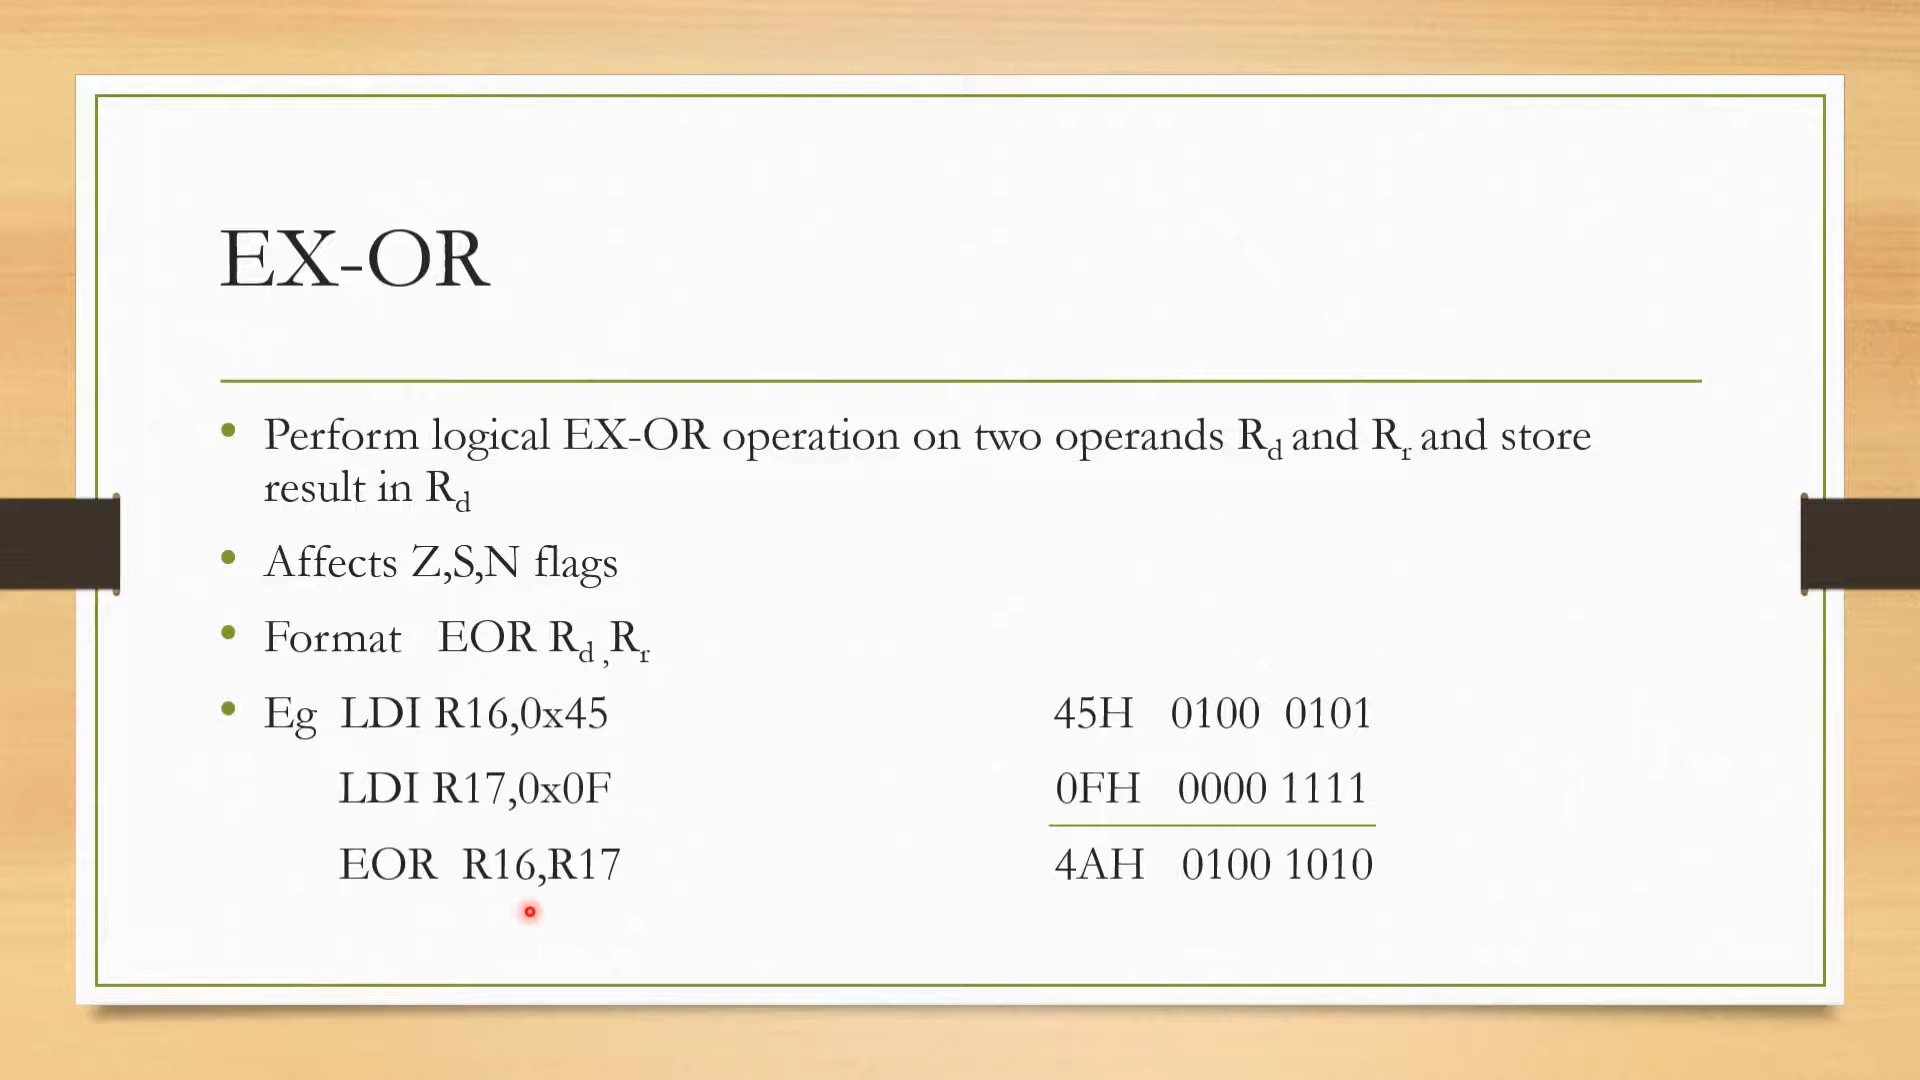 EX-OR
• Perform logical EX-OR operation on two operands Rd and Rr and store
result in Rd
• Affects Z,S,N flags
• Format EOR Rd ,Rr
• Eg LDI R16,0x45 45H 0100 0101
LDI R17,0x0F 0FH 0000 1111
EOR R16,R17 4AH 0100 1010